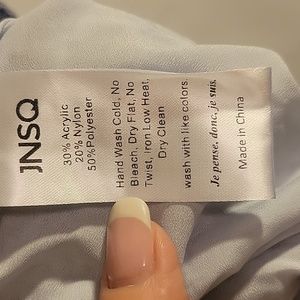 JNSQ
30% Acrylic
20% Nylon
50%Polyester
Hand Wash Cold, No
Bleach, Dry Flat, No
Twist, Iron Low Heat,
Dry Clean
wash with like colors.
Je pense, donc, je suis.
Made in China